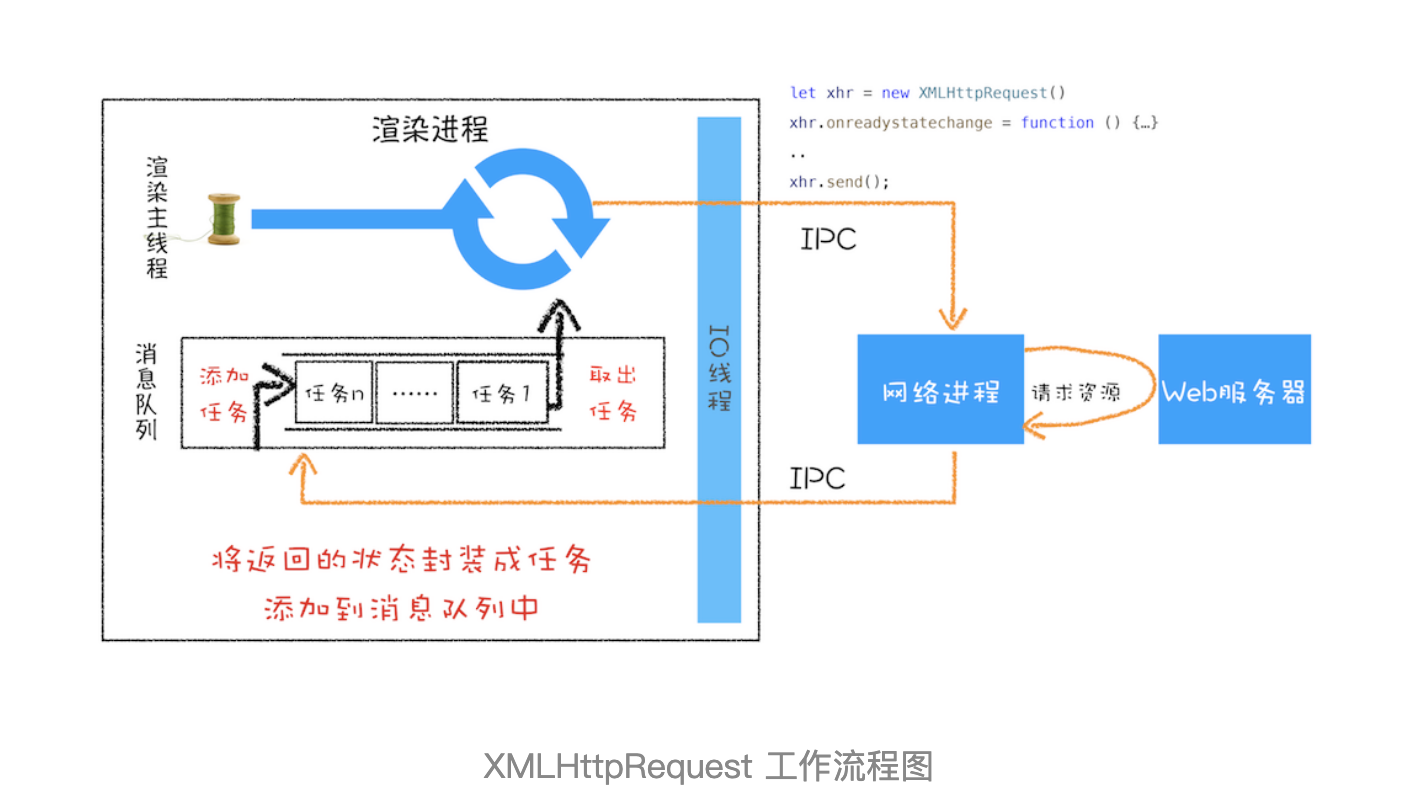 let xhr = new XMLHttpRequest()
xhr.onreadystatechange = function () {…}
..
xhr.send();
渲染进程
渲染主线程
IPC
IO线程
消息队列
添加
任务
任务n
……
任务1
取出
任务
网络进程
请求资源
Web服务器
IPC
将返回的状态封装成任务
添加到消息队列中
XMLHttpRequest 工作流程图